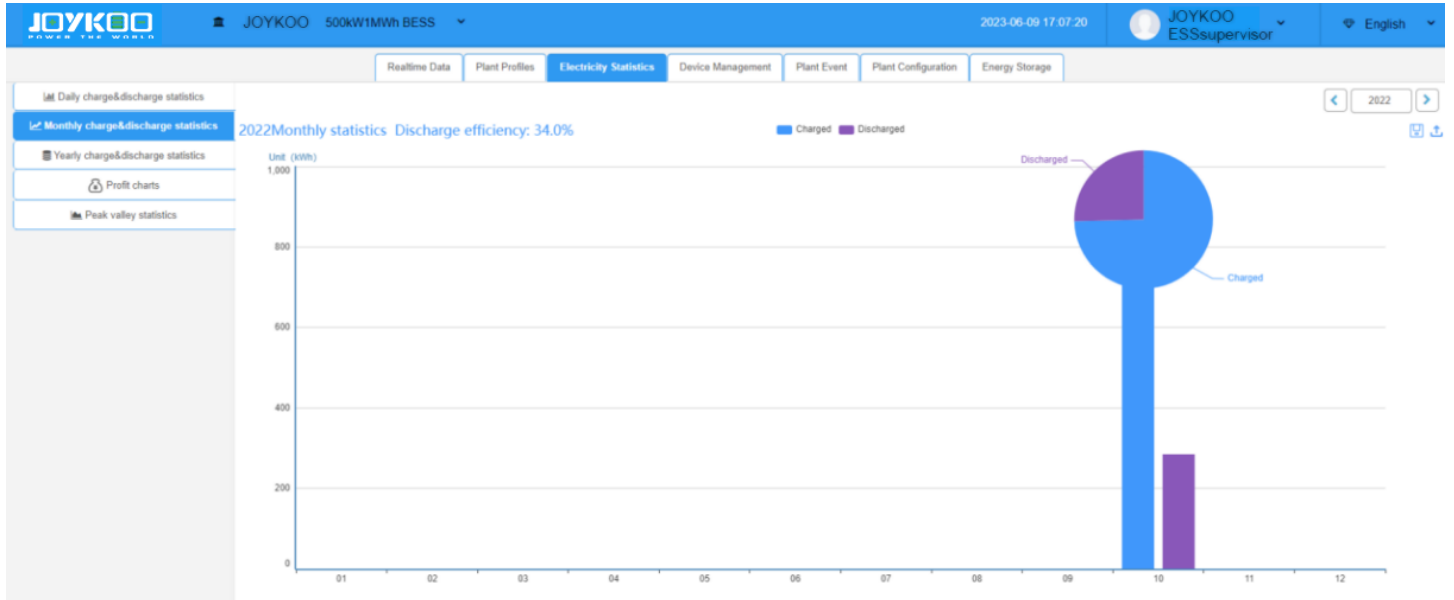 JOYKOO
POWER THE WORLD
JOYKOO 500kW1MWh BESS
2023-06-09 17:07:20
JOYKOO
ESSsupervisor
English
Realtime Data
Plant Profiles
Electricity Statistics
Device Management
Plant Event
Plant Configuration
Energy Storage
Daily charge&discharge statistics
Monthly charge&discharge statistics
Yearly charge&discharge statistics
Profit charts
Peak valley statistics
2022
2022Monthly statistics Discharge efficiency: 34.0%
Charged
Discharged
Unit (kWh)
1,000
800
600
400
200
0
Discharged
Charged
01
02
03
04
05
06
07
08
09
10
11
12